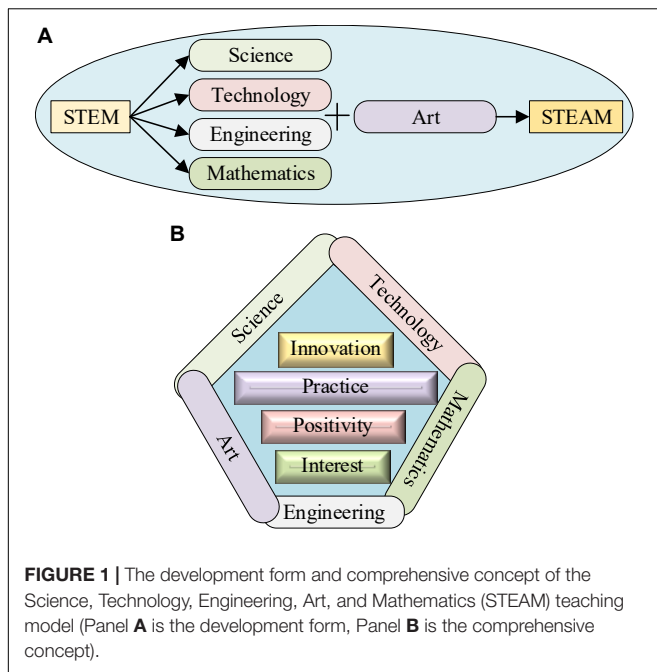 A
Science
Technology
STEM
+
Art
STEAM
Engineering
Mathematics
B
Science
Technology
Innovation
Practice
Positivity
Interest
Art
Mathematics
Engineering
FIGURE 1 | The development form and comprehensive concept of the
Science, Technology, Engineering, Art, and Mathematics (STEAM) teaching
model (Panel A is the development form, Panel B is the comprehensive
concept).